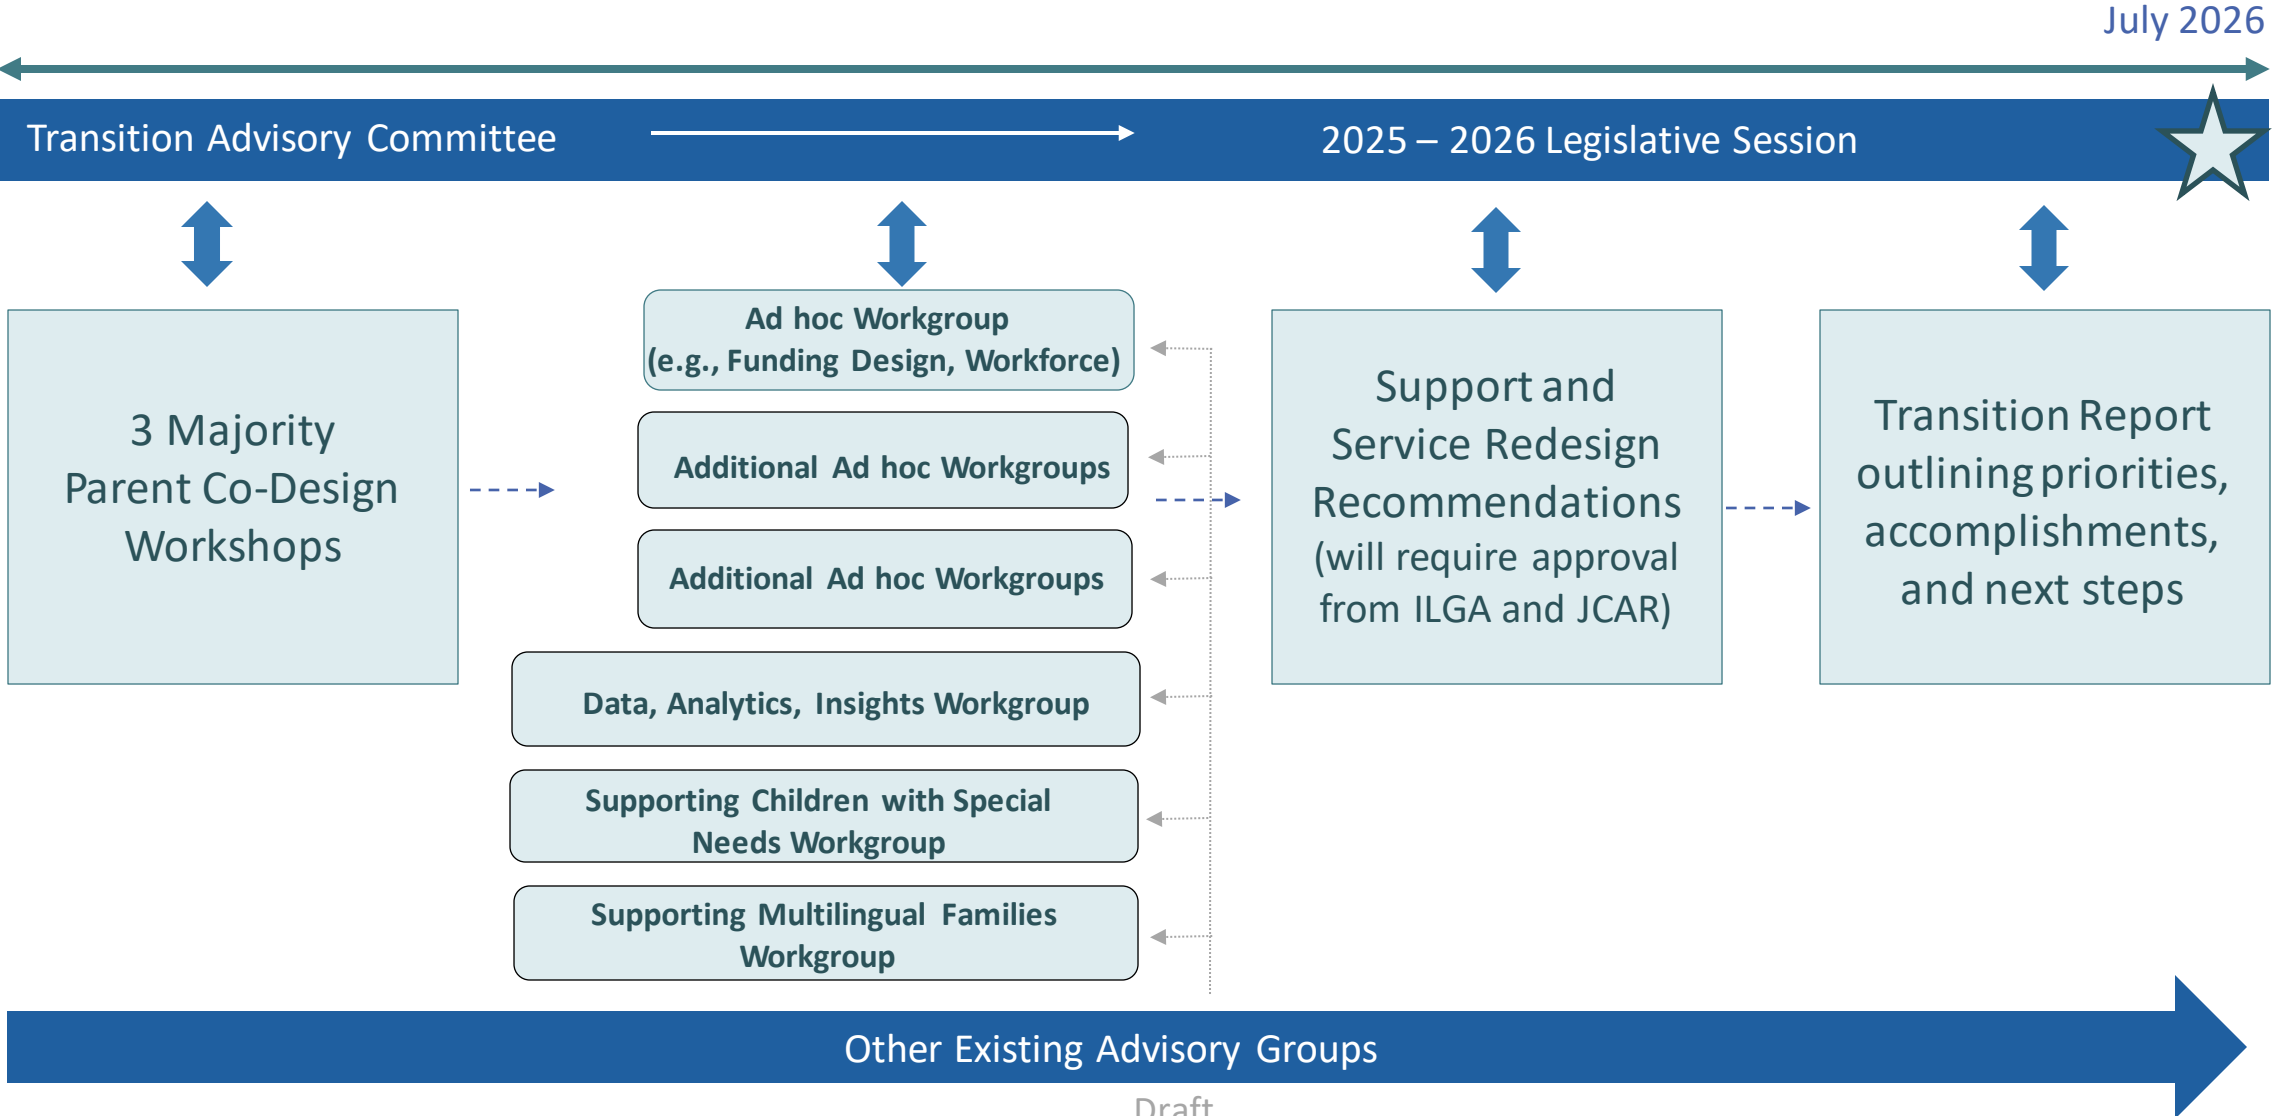 July 2026
Transition Advisory Committee
2025 – 2026 Legislative Session
3 Majority
Parent Co-Design
Workshops
Ad hoc Workgroup
(e.g., Funding Design, Workforce)
Additional Ad hoc Workgroups
Additional Ad hoc Workgroups
Data, Analytics, Insights Workgroup
Supporting Children with Special
Needs Workgroup
Supporting Multilingual Families
Workgroup
Support and
Service Redesign
Recommendations
(will require approval
from ILGA and JCAR)
Transition Report
outlining priorities,
accomplishments,
and next steps
Other Existing Advisory Groups
Draft